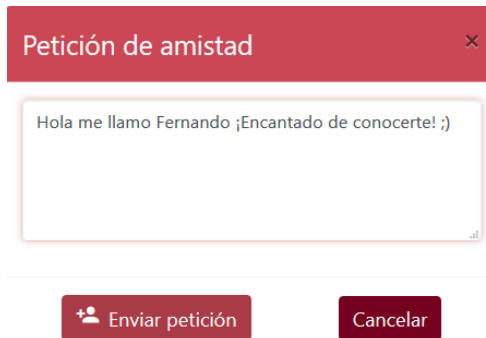 Petición de amistad
Hola me llamo Fernando ¡Encantado de conocerte! ;)
Enviar petición
Cancelar